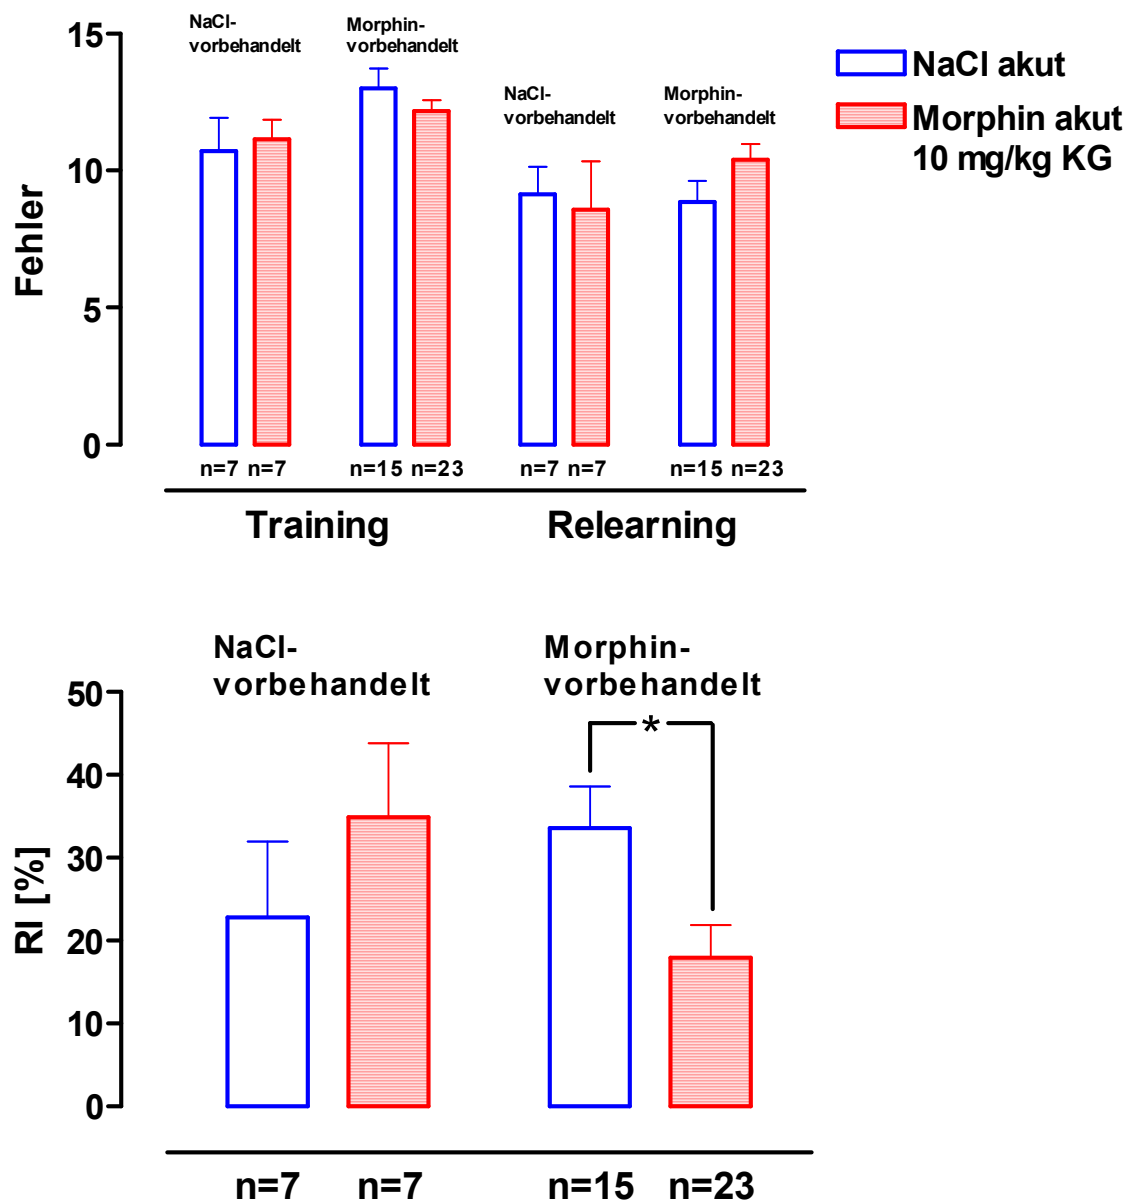 15
10
5
0
Fehler
NaCl-
vorbehandelt
Morphin-
vorbehandelt
NaCl-
vorbehandelt
Morphin-
vorbehandelt
NaCl akut
Morphin akut
10 mg/kg KG
n=7 n=7 n=15 n=23 n=7 n=7 n=15 n=23
Training Relearning
NaCl-
vorbehandelt
Morphin-
vorbehandelt
*
50
40
30
20
10
0
RI [%]
n=7 n=7 n=15 n=23